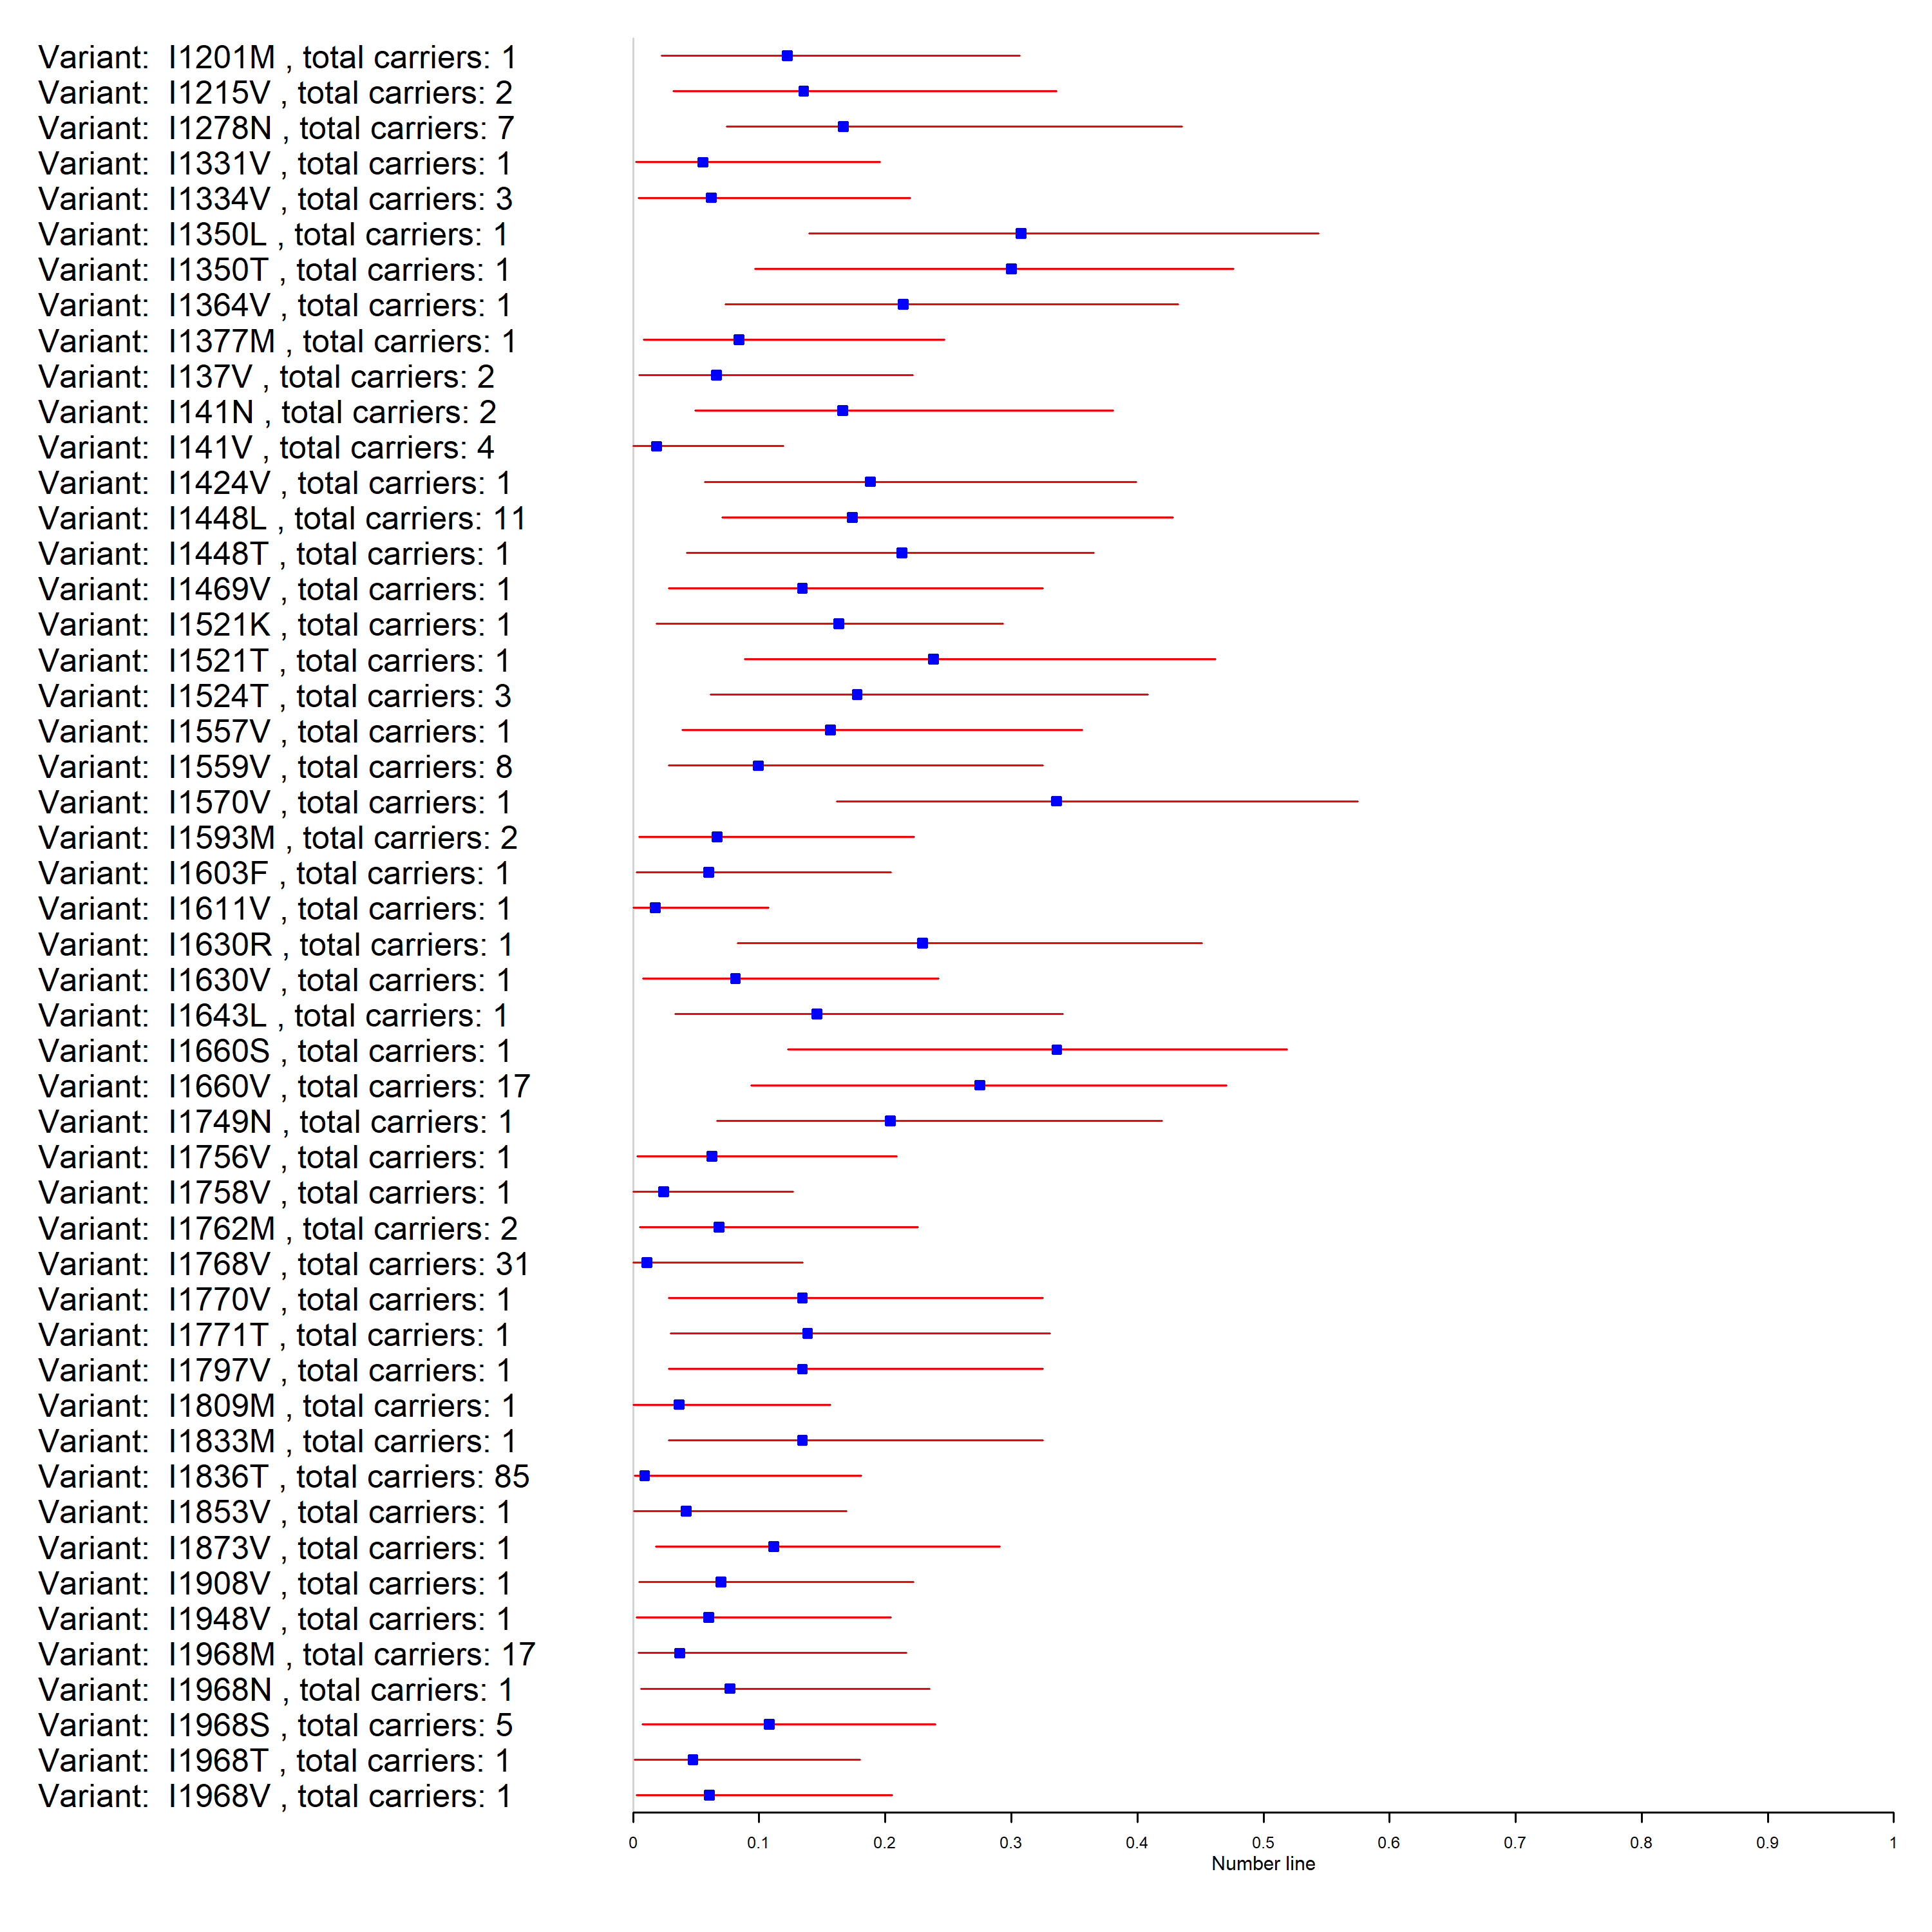 Variant:  I1201M , total carriers: 1
Variant:  I1215V , total carriers: 2
Variant:  I1278N , total carriers: 7
Variant:  I1331V , total carriers: 1
Variant:  I1334V , total carriers: 3
Variant:  I1350L , total carriers: 1
Variant:  I1350T , total carriers: 1
Variant:  I1364V , total carriers: 1
Variant:  I1377M , total carriers: 1
Variant:  I137V , total carriers: 2
Variant:  I141N , total carriers: 2
Variant:  I141V , total carriers: 4
Variant:  I1424V , total carriers: 1
Variant:  I1448L , total carriers: 11
Variant:  I1448T , total carriers: 1
Variant:  I1469V , total carriers: 1
Variant:  I1521K , total carriers: 1
Variant:  I1521T , total carriers: 1
Variant:  I1524T , total carriers: 3
Variant:  I1557V , total carriers: 1
Variant:  I1559V , total carriers: 8
Variant:  I1570V , total carriers: 1
Variant:  I1593M , total carriers: 2
Variant:  I1603F , total carriers: 1
Variant:  I1611V , total carriers: 1
Variant:  I1630R , total carriers: 1
Variant:  I1630V , total carriers: 1
Variant:  I1643L , total carriers: 1
Variant:  I1660S , total carriers: 1
Variant:  I1660V , total carriers: 17
Variant:  I1749N , total carriers: 1
Variant:  I1756V , total carriers: 1
Variant:  I1758V , total carriers: 1
Variant:  I1762M , total carriers: 2
Variant:  I1768V , total carriers: 31
Variant:  I1770V , total carriers: 1
Variant:  I1771T , total carriers: 1
Variant:  I1797V , total carriers: 1
Variant:  I1809M , total carriers: 1
Variant:  I1833M , total carriers: 1
Variant:  I1836T , total carriers: 85
Variant:  I1853V , total carriers: 1
Variant:  I1873V , total carriers: 1
Variant:  I1908V , total carriers: 1
Variant:  I1948V , total carriers: 1
Variant:  I1968M , total carriers: 17
Variant:  I1968N , total carriers: 1
Variant:  I1968S , total carriers: 5
Variant:  I1968T , total carriers: 1
Variant:  I1968V , total carriers: 1
0 0.1 0.2 0.3 0.4 0.5 0.6 0.7 0.8 0.9 1
Number line